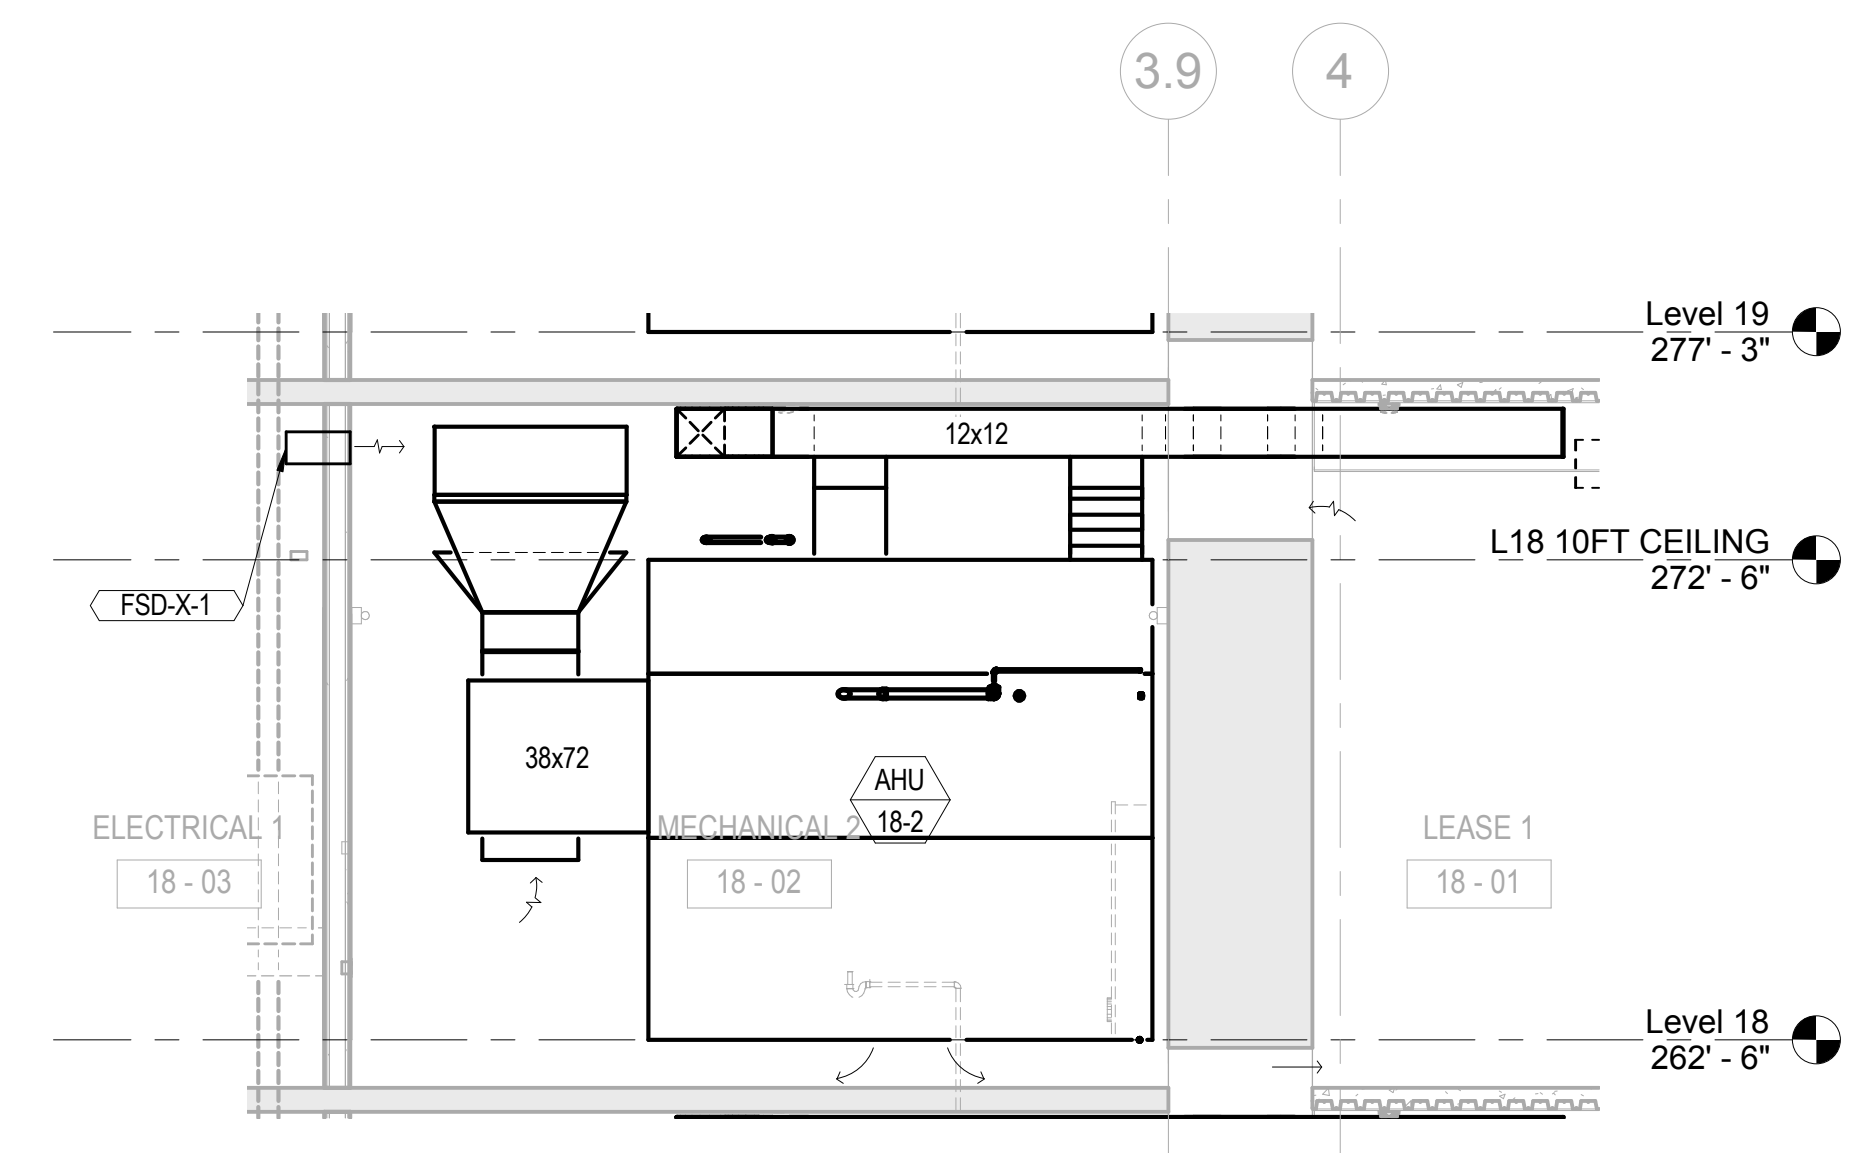 3.9
4
Level 19
277' - 3"
12x12
L18 10FT CEILING
272' - 6"
FSD-X-1
38x72
AHU
18-2
ELECTRICAL 1
18 - 03
MECHANICAL 2
18 - 02
LEASE 1
18 - 01
Level 18
262' - 6"